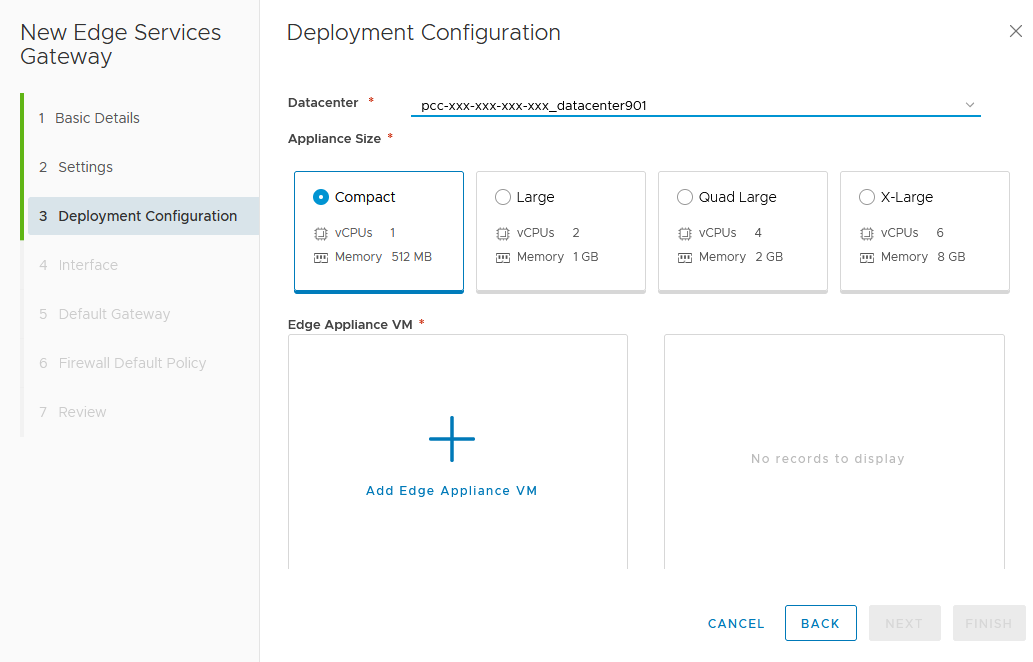 New Edge Services
Gateway
1 Basic Details
2 Settings
3 Deployment Configuration
4 Interface
5 Default Gateway
6 Firewall Default Policy
7 Review
Deployment Configuration
Datacenter *
pcc-xxx-xxx-xxx-xxx_datacenter901
Appliance Size *
Compact
vCPUs 1
Memory 512 MB
Large
vCPUs 2
Memory 1 GB
Quad Large
vCPUs 4
Memory 2 GB
X-Large
vCPUs 6
Memory 8 GB
Edge Appliance VM *
Add Edge Appliance VM
No records to display
CANCEL
BACK
NEXT
FINISH